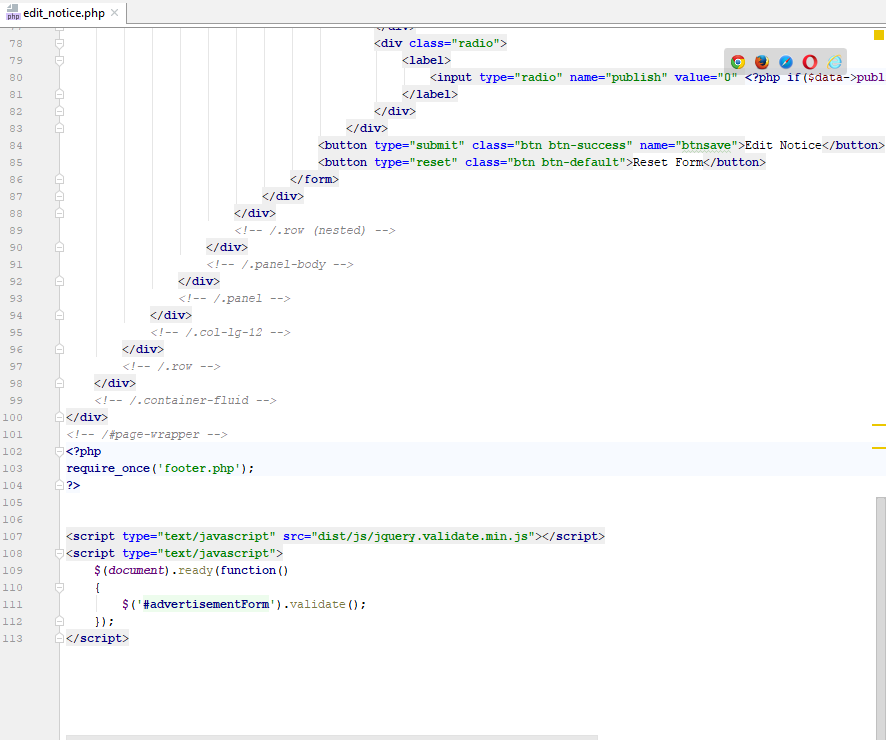 edit_notice.php
77 </div>
78 <div class="radio">
79 <label>
80 <input type="radio" name="publish" value="0" <?php if($data->publ
81 </label>
82 </div>
83 </div>
84 <button type="submit" class="btn btn-success" name="btnsave">Edit Notice</button>
85 <button type="reset" class="btn btn-default">Reset Form</button>
86 </form>
87 </div>
88 </div>
89 <!-- /.row (nested) -->
90 </div>
91 <!-- /.panel-body -->
92 </div>
93 <!-- /.panel -->
94 </div>
95 <!-- /.col-lg-12 -->
96 </div>
97 <!-- /.row -->
98 </div>
99 <!-- /.container-fluid -->
100 </div>
101 <!-- /#page-wrapper -->
102 <?php
103 require_once('footer.php');
104 ?>
105
106
107 <script type="text/javascript" src="dist/js/jquery.validate.min.js"></script>
108 <script type="text/javascript">
109 $(document).ready(function()
110 {
111 $('#advertisementForm').validate();
112 });
113 </script>